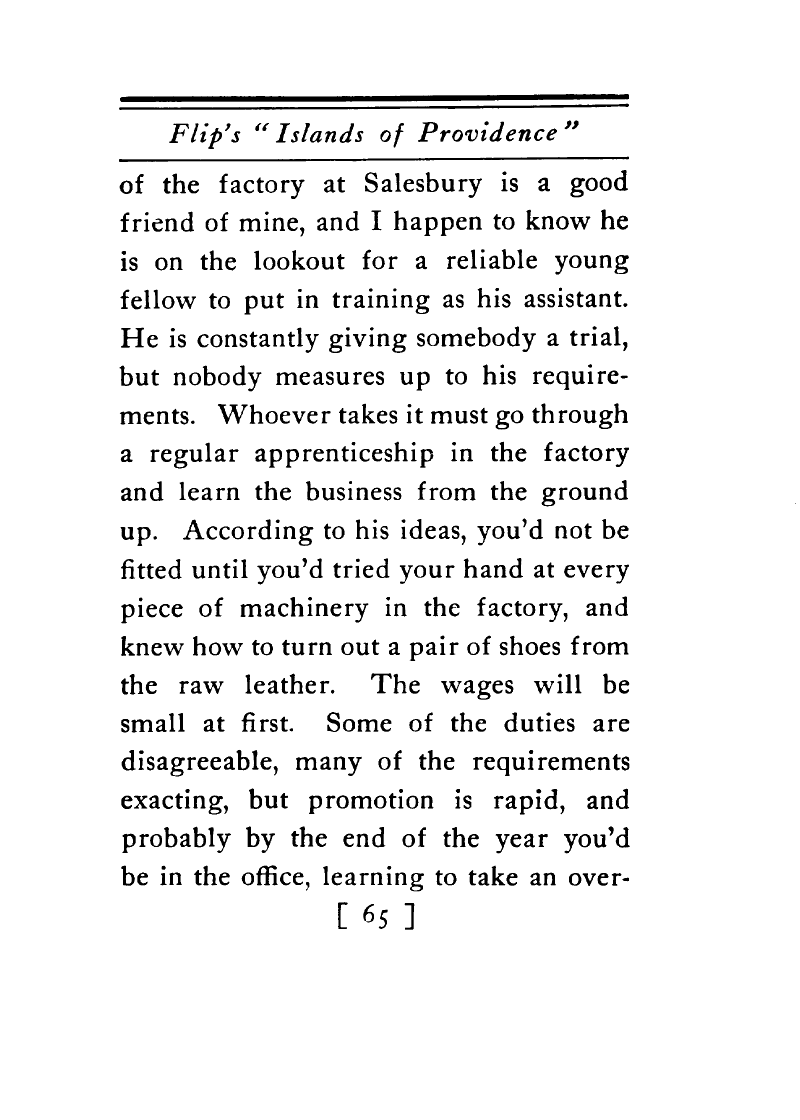 Flip's “Islands of Providence”
of the factory at Salesbury is a good
friend of mine, and I happen to know he
is on the lookout for a reliable young
fellow to put in training as his assistant.
He is constantly giving somebody a trial,
but nobody measures up to his require-
ments. Whoever takes it must go through
a regular apprenticeship in the factory
and learn the business from the ground
up. According to his ideas, you'd not be
fitted until you'd tried your hand at every
piece of machinery in the factory, and
knew how to turn out a pair of shoes from
the raw leather. The wages will be
small at first. Some of the duties are
disagreeable, many of the requirements
exacting, but promotion is rapid, and
probably by the end of the year you'd
be in the office, learning to take an over-
[ 65 ]